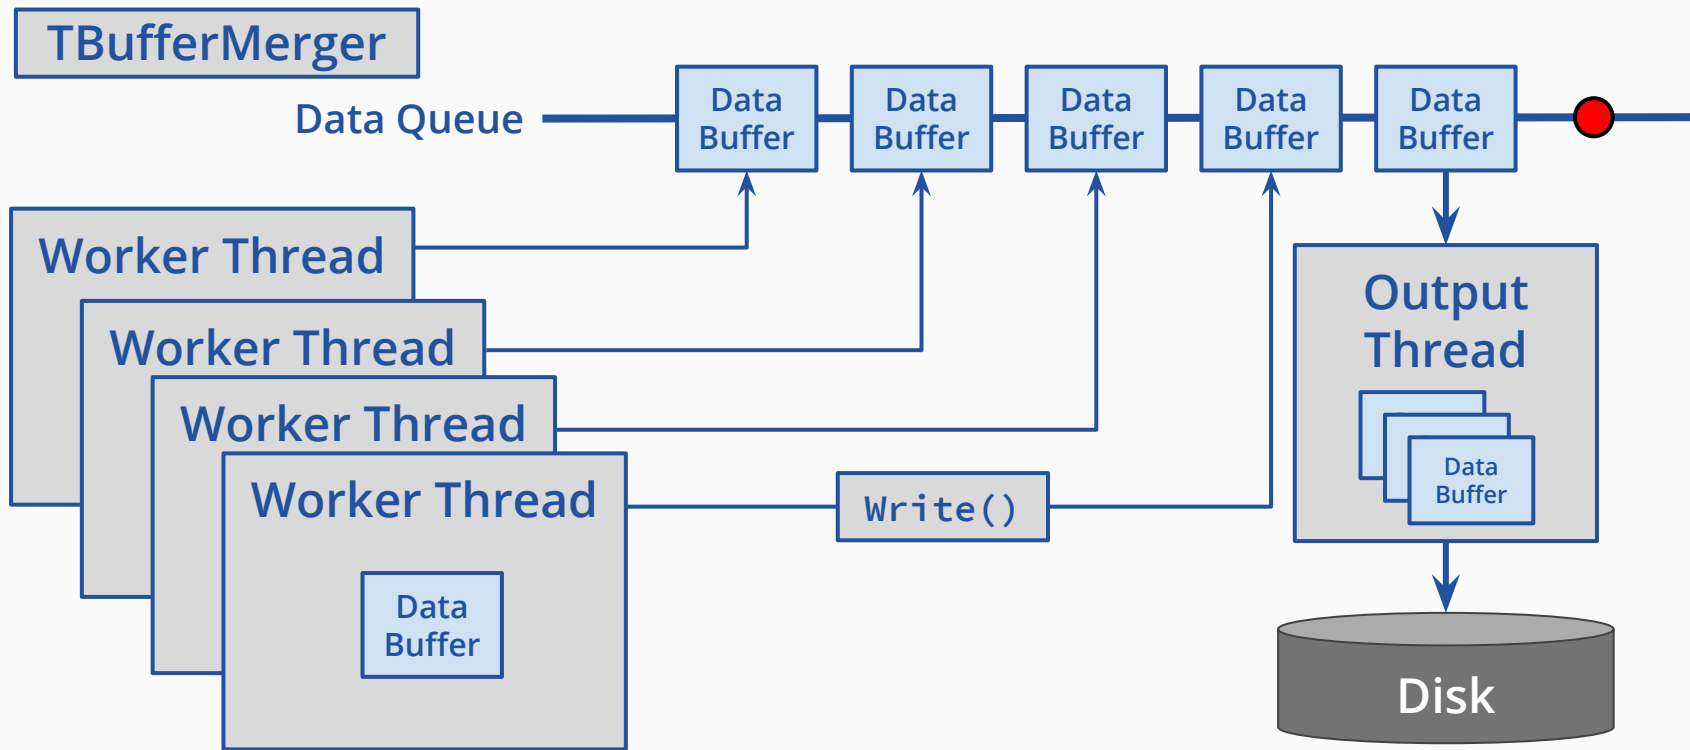 TBufferMerger
Data Queue
Data
Buffer
Data
Buffer
Data
Buffer
Data
Buffer
Data
Buffer
Worker Thread
Worker Thread
Worker Thread
Worker Thread
Data
Buffer
Write()
Output
Thread
Data
Buffer
Disk